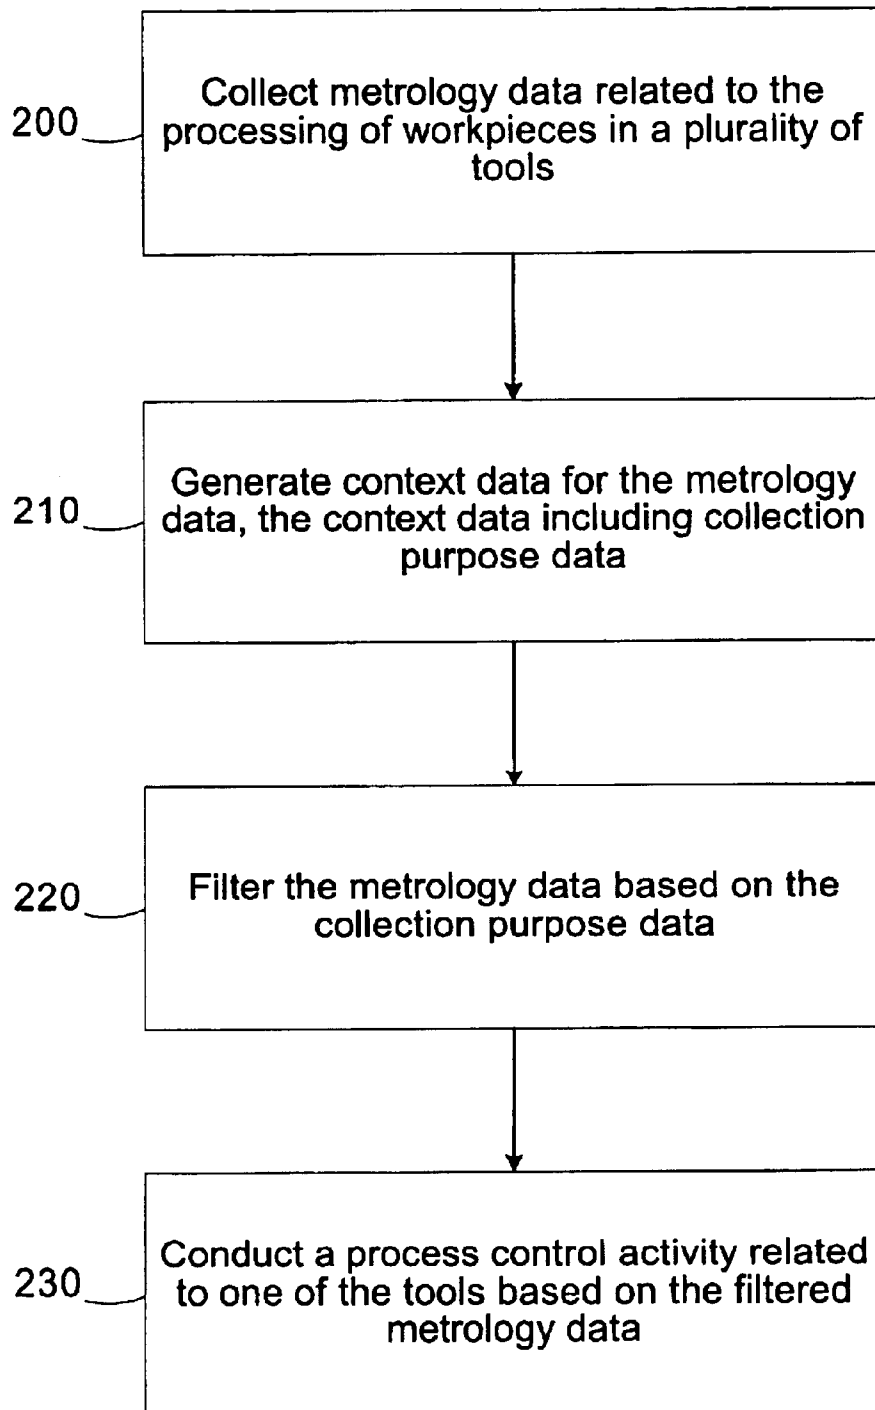 200
Collect metrology data related to the
processing of workpieces in a plurality of
tools
210
Generate context data for the metrology
data, the context data including collection
purpose data
220
Filter the metrology data based on the
collection purpose data
230
Conduct a process control activity related
to one of the tools based on the filtered
metrology data